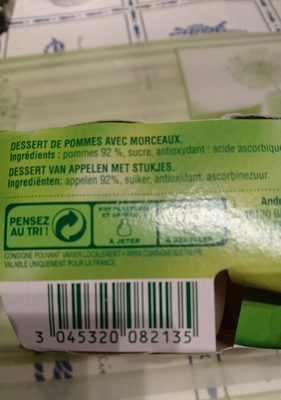 DESSERT DE POMMES AVEC MORCEAUX.
Ingrédients : pommes 92 %, sucre, antioxydant : acide ascorbique
DESSERT VAN APPELEN MET STUKJES.
Ingrediënten: appelen 92%, suiker, antioxidant: ascorbinezuur.
PENSEZ
AU TRI !
À JETER
CONSIGNE POUVANT VARIER LOCALEMENT
VALABLE UNIQUEMENT POUR LA FRANCE
3 045320 082135